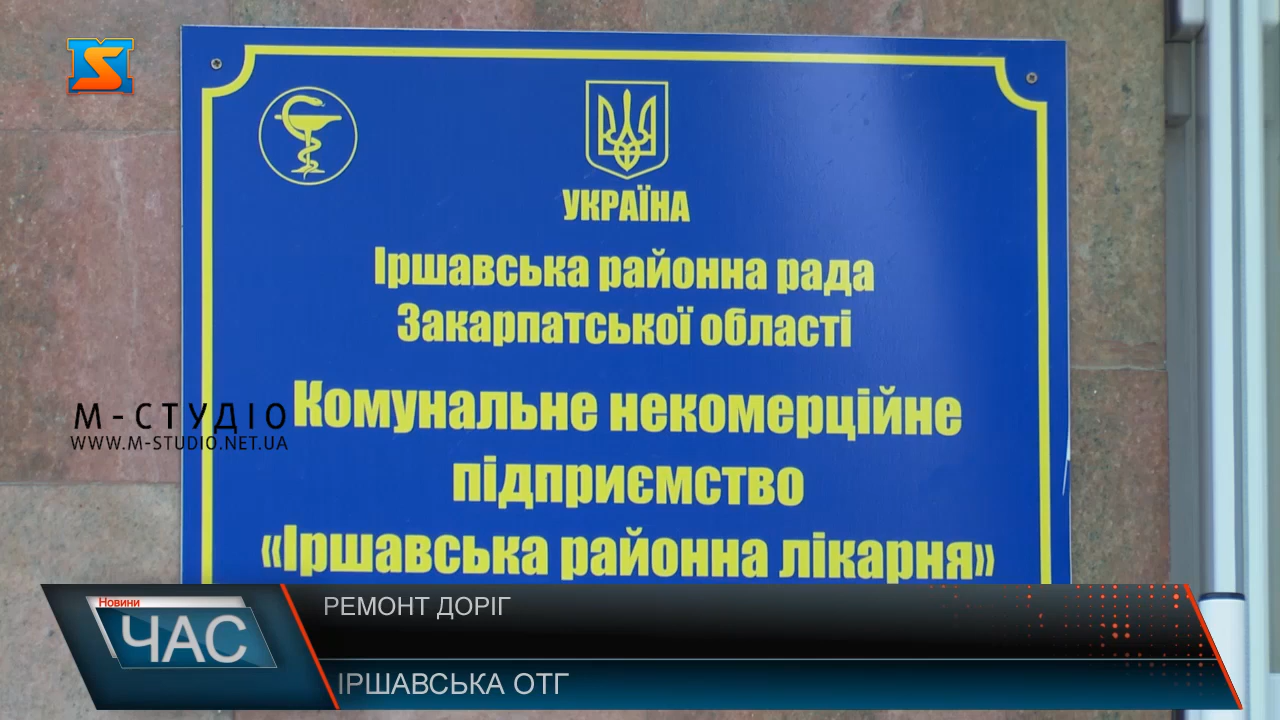 УКРАЇНА
Іршавська районна рада
Закарпатської області
Комунальне некомерційне
підприємство
«Іршавська районна лікарня»
М-СТУДІО
WWW.M-STUDIO.NET.UA
Новини
ЧАС
РЕМОНТ ДОРІГ
ІРШАВСЬКА ОТГ